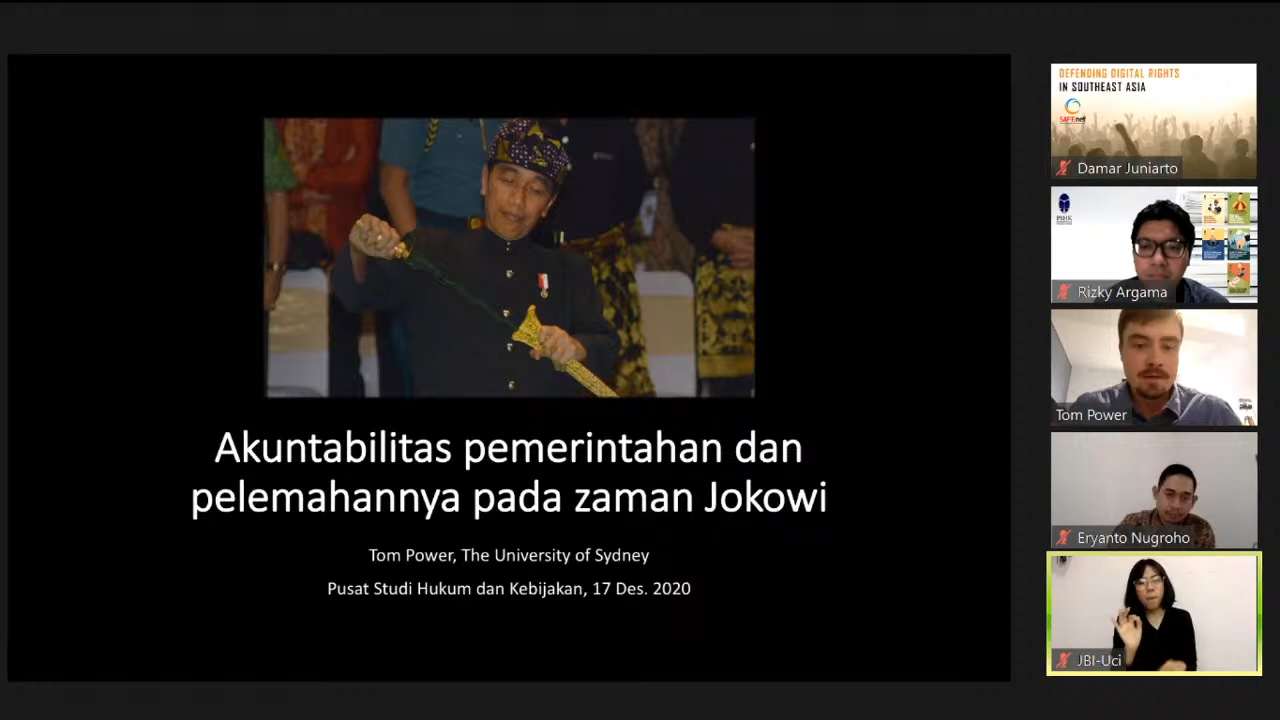 Akuntabilitas pemerintahan dan
pelemahannya pada zaman Jokowi
Tom Power, The University of Sydney
Pusat Studi Hukum dan Kebijakan, 17 Des. 2020
DEFENDING DIGITAL RIGHTS
IN SOUTHEAST ASIA
SAFEnet
Damar Juniarto
PSHK
Rizky Argama
Tom Power
Eryanto Nugroho
JBI-Uci